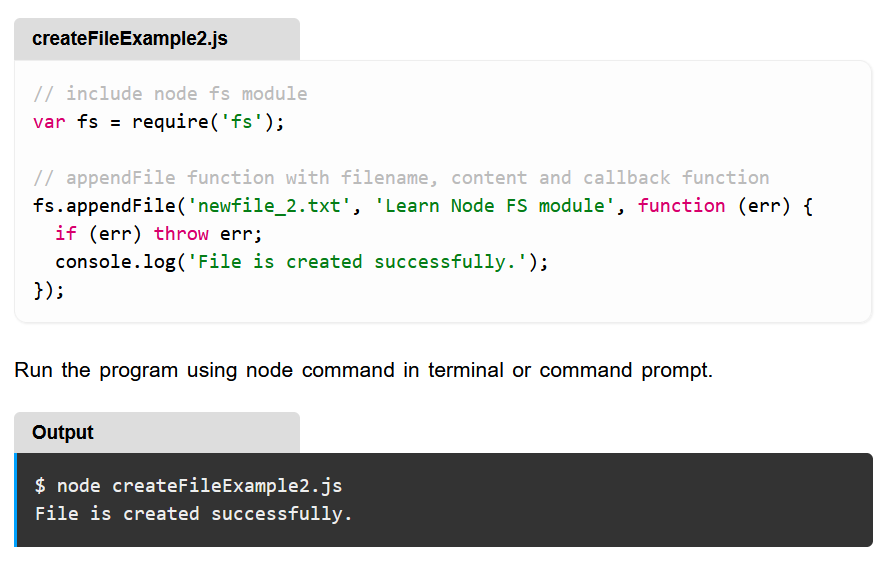 createFileExample2.js
// include node fs module
var fs = require('fs');
// appendFile function with filename, content and callback function
fs.appendFile('newfile_2.txt', 'Learn Node FS module', function (err) {
  if (err) throw err;
  console.log('File is created successfully.');
});
Run the program using node command in terminal or command prompt.
Output
$ node createFileExample2.js
File is created successfully.